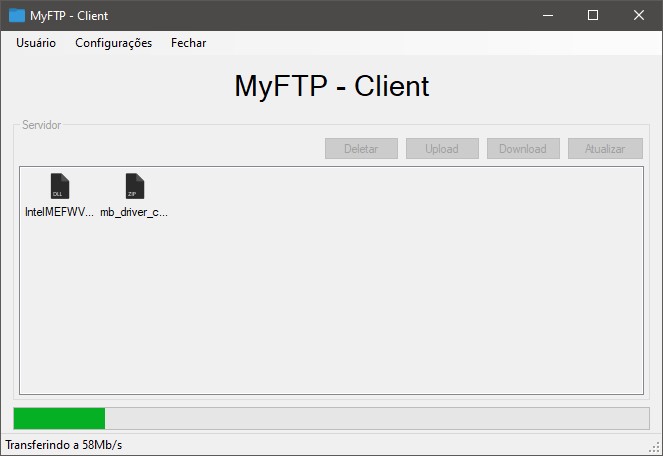 MyFTP - Client
Usuário Configurações Fechar
MyFTP - Client
Servidor
Deletar Upload Download Atualizar
DLL ZIP
IntelMEFWV... mb_driver_c...
Transferindo a 58Mb/s